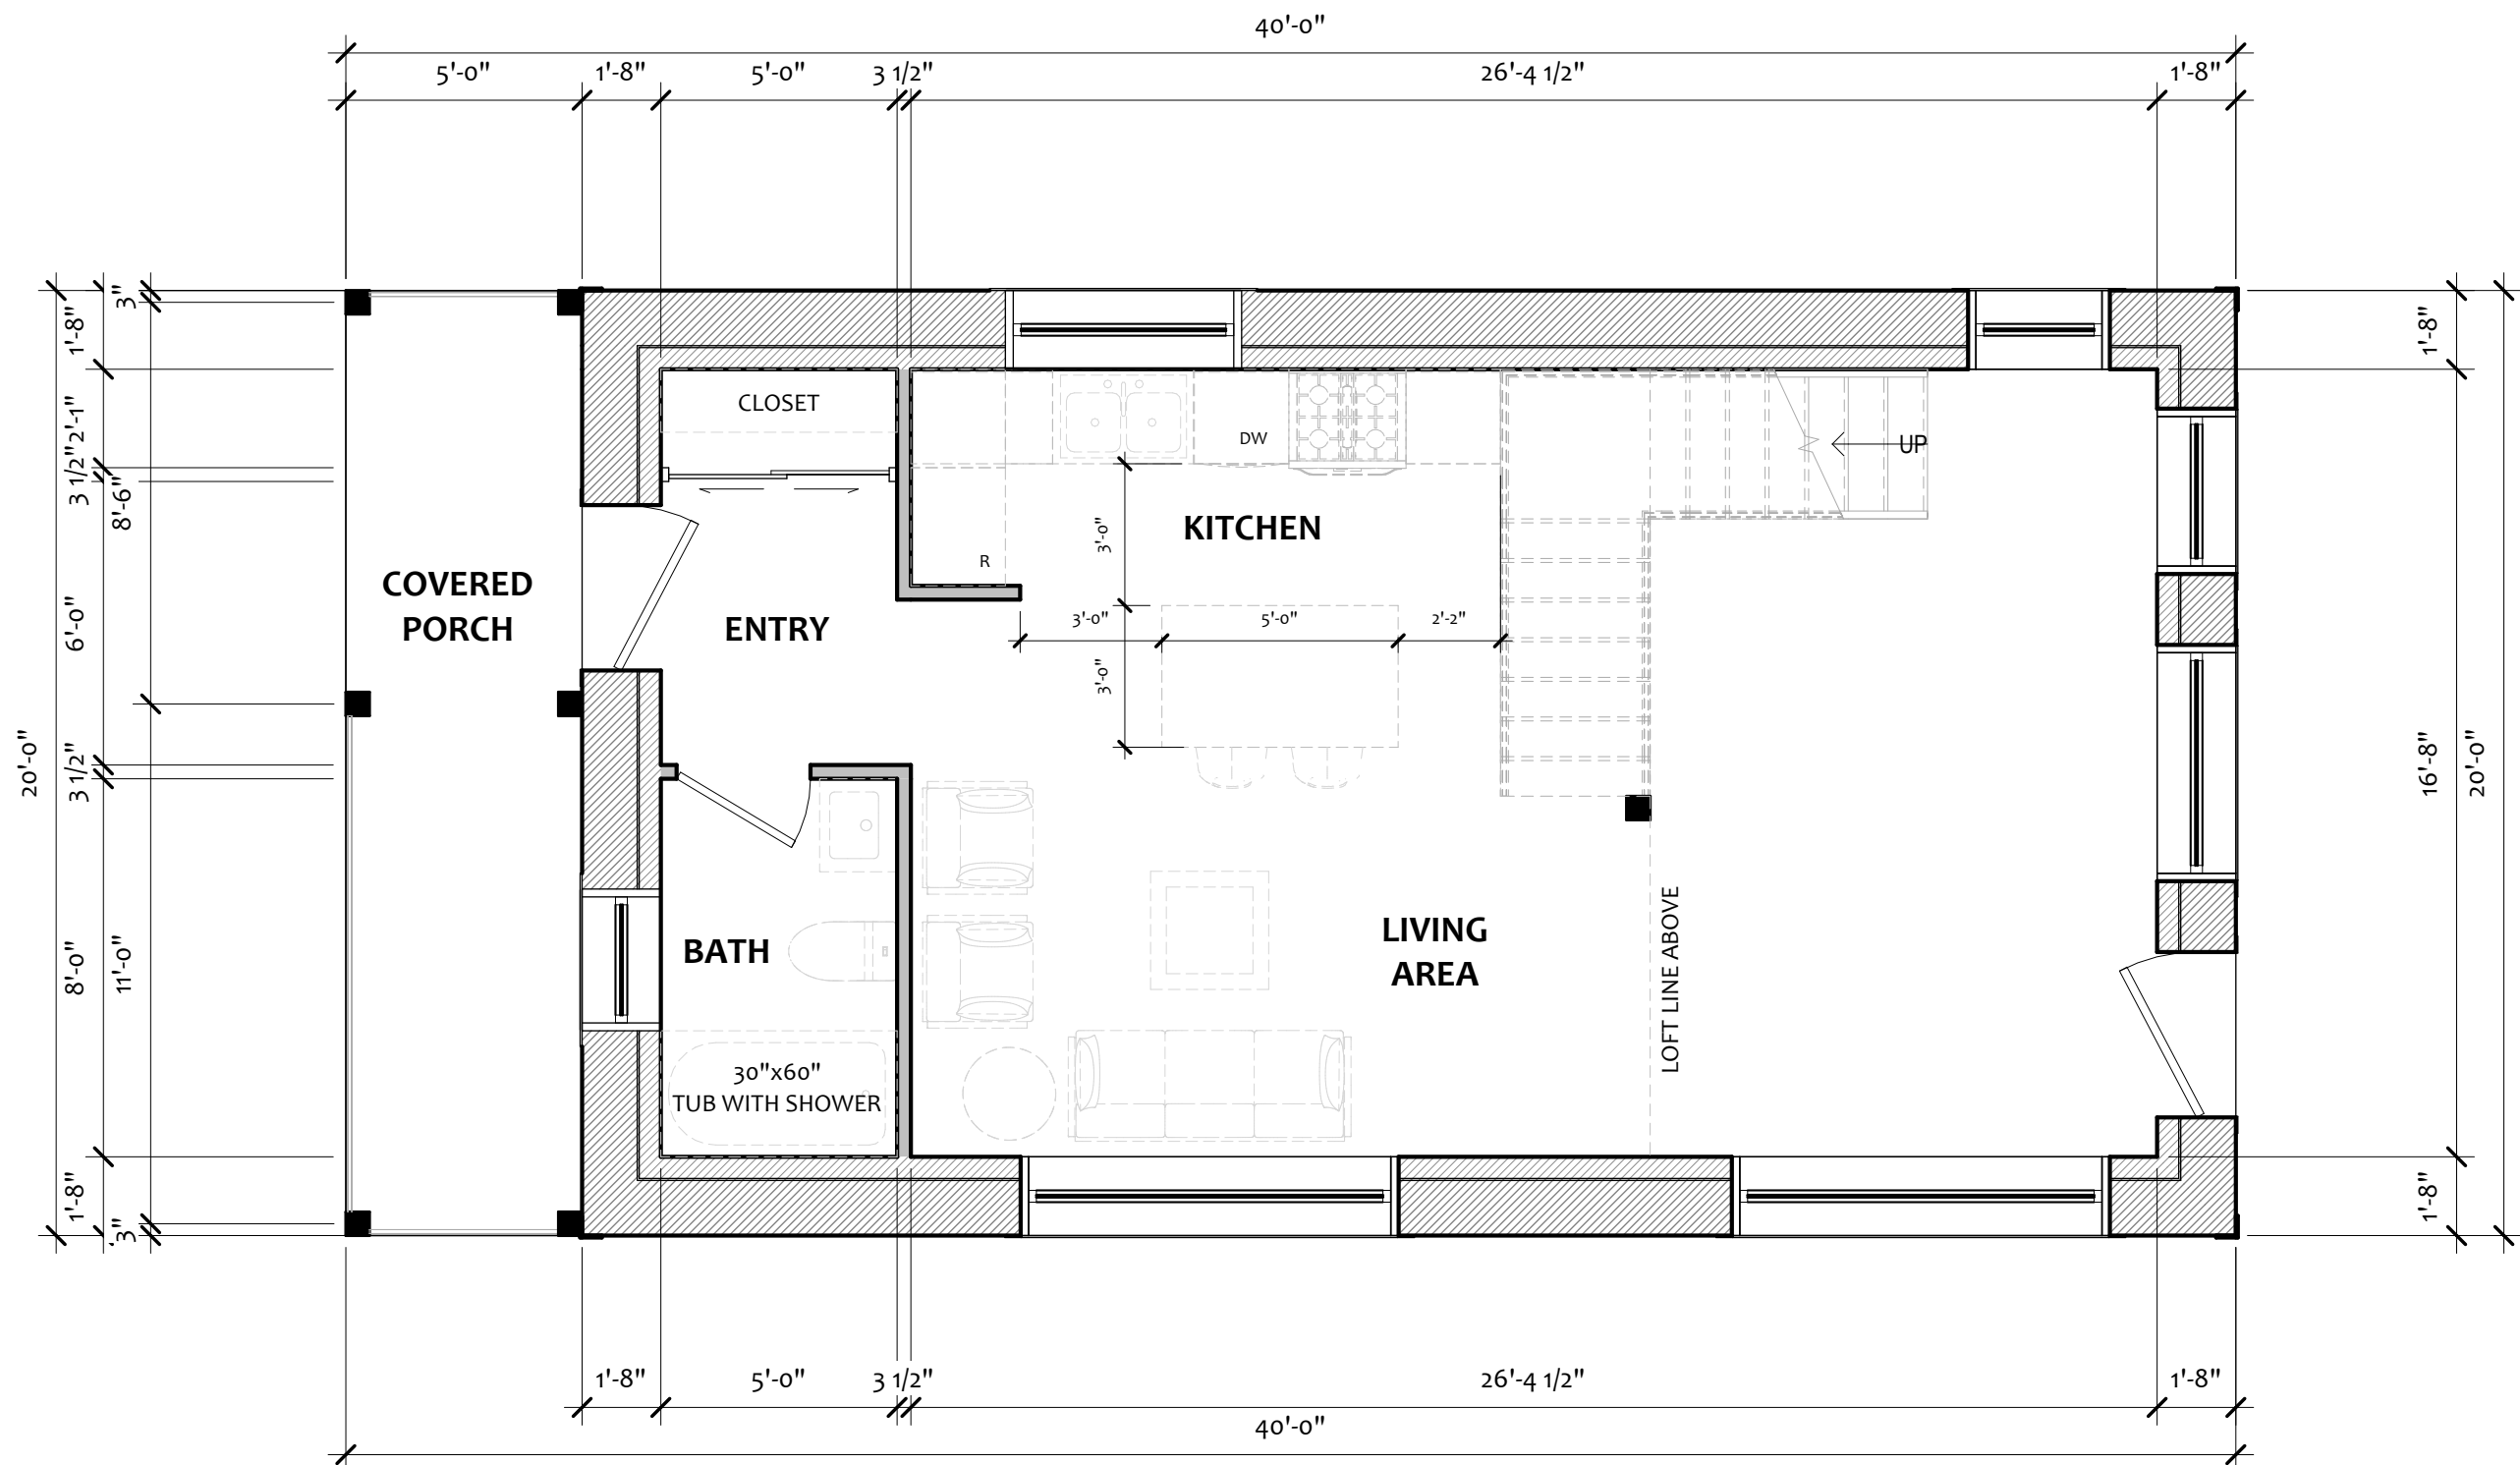 40'-0"
5'-0"
1'-8"
5'-0"
3 1/2"
26'-4 1/2"
1'-8"
3"
1'-8"
2'-1"
3 1/2"
8'-6"
6'-0"
20'-0"
3 1/2"
8'-0"
11'-0"
1'-8"
3"
CLOSET
DW
UP
KITCHEN
R
3'-0"
COVERED
PORCH
ENTRY
3'-0"
5'-0"
2'-2"
3'-0"
BATH
LIVING
AREA
LOFT LINE ABOVE
30"x60"
TUB WITH SHOWER
1'-8"
16'-8"
20'-0"
1'-8"
1'-8"
5'-0"
3 1/2"
26'-4 1/2"
1'-8"
40'-0"